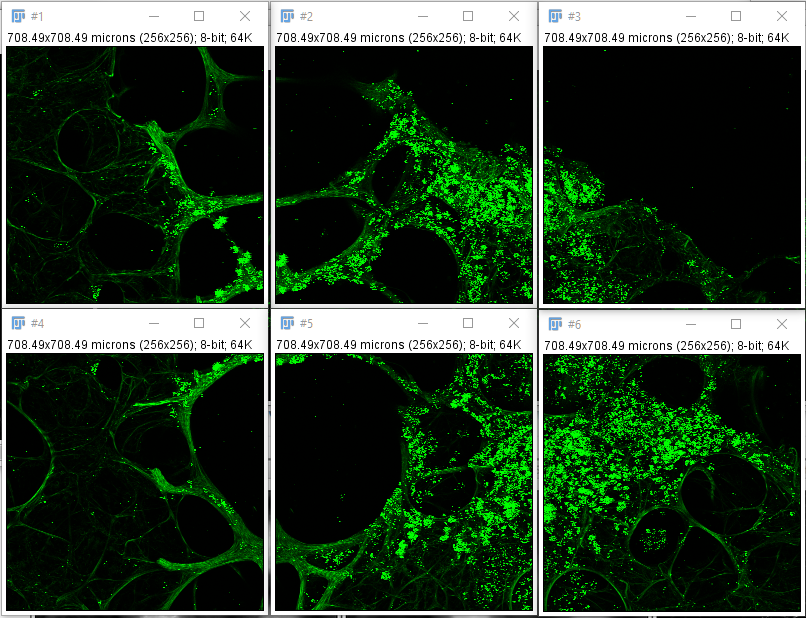 #1
#2
#3
708.49x708.49 microns (256x256); 8-bit; 64K
708.49x708.49 microns (256x256); 8-bit; 64K
708.49x708.49 microns (256x256); 8-bit; 64K
#4
#5
#6
708.49x708.49 microns (256x256); 8-bit; 64K
708.49x708.49 microns (256x256); 8-bit; 64K
708.49x708.49 microns (256x256); 8-bit; 64K